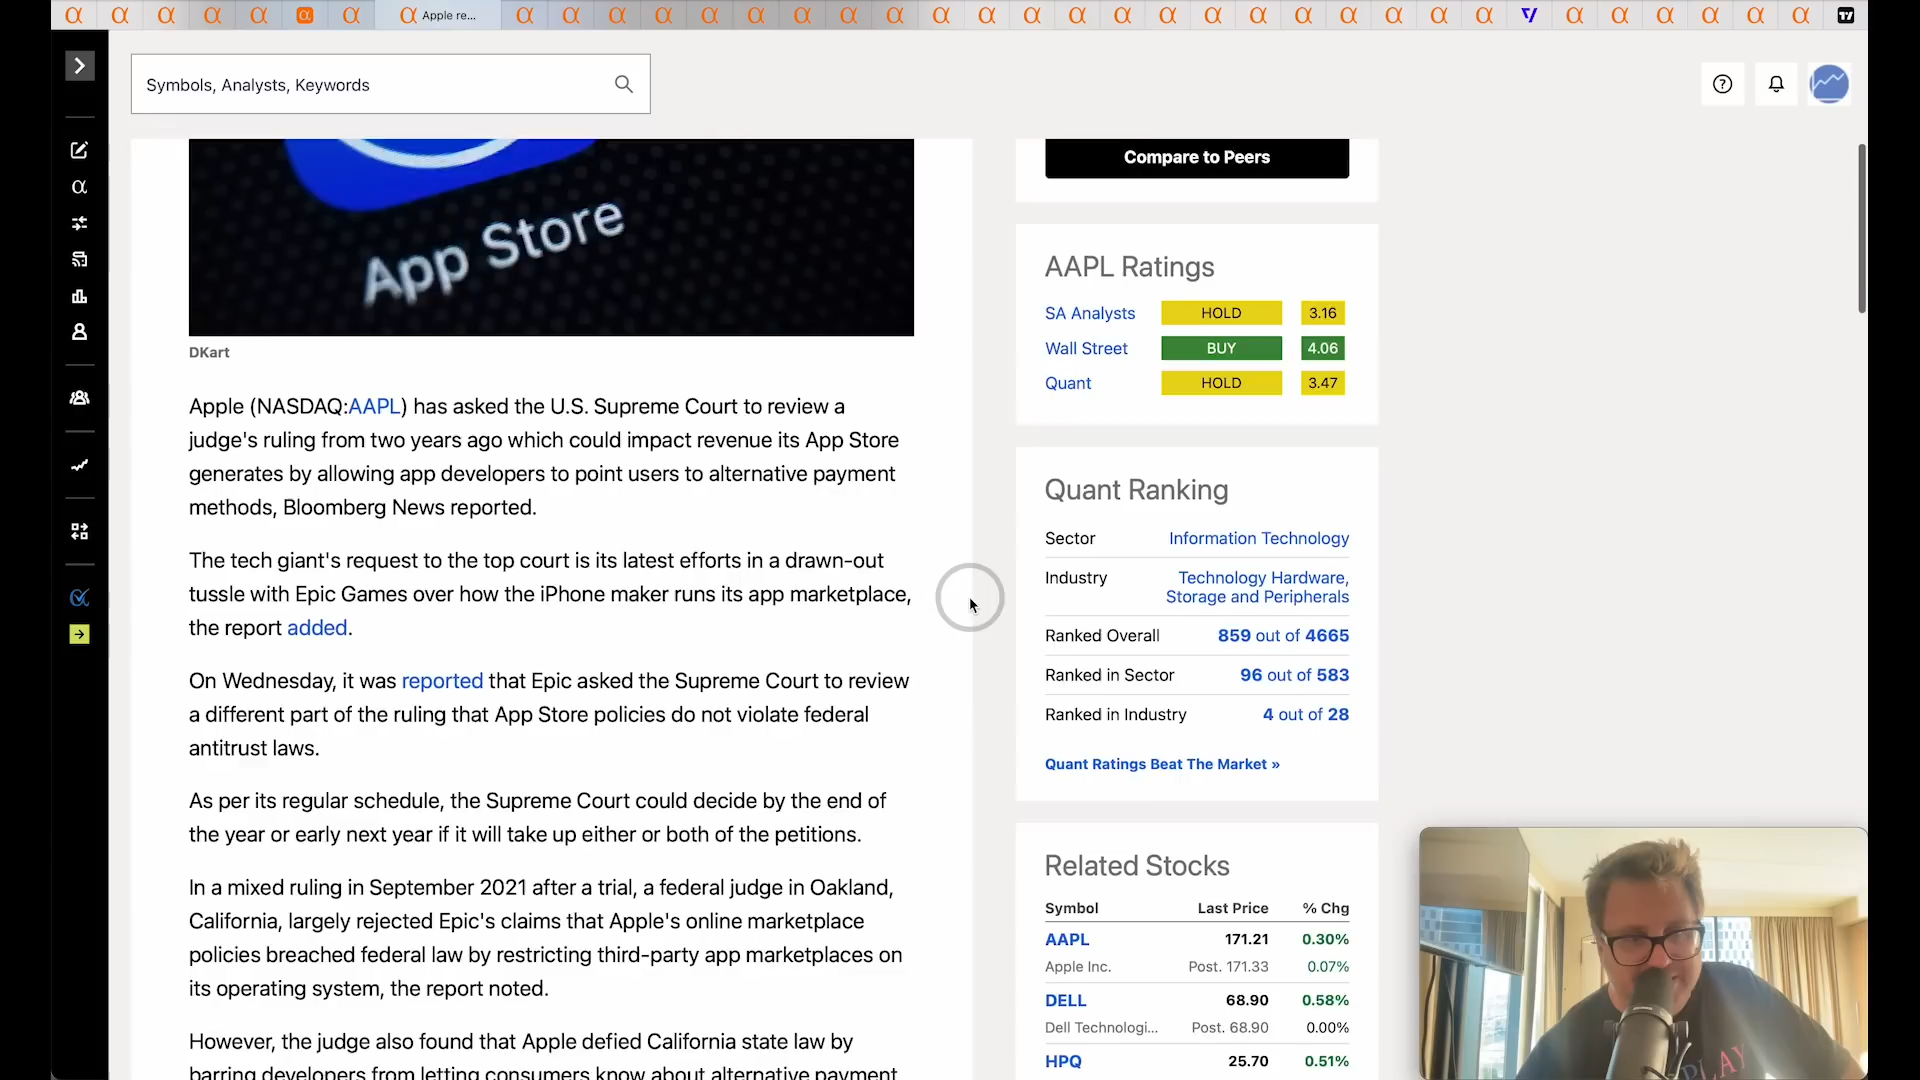 Apple re...
Symbols, Analysts, Keywords
App Store
DKart
Apple (NASDAQ:AAPL) has asked the U.S. Supreme Court to review a
judge's ruling from two years ago which could impact revenue its App Store
generates by allowing app developers to point users to alternative payment
methods, Bloomberg News reported.
The tech giant's request to the top court is its latest efforts in a drawn-out
tussle with Epic Games over how the iPhone maker runs its app marketplace,
the report added.
On Wednesday, it was reported that Epic asked the Supreme Court to review
a different part of the ruling that App Store policies do not violate federal
antitrust laws.
As per its regular schedule, the Supreme Court could decide by the end of
the year or early next year if it will take up either or both of the petitions.
In a mixed ruling in September 2021 after a trial, a federal judge in Oakland,
California, largely rejected Epic's claims that Apple's online marketplace
policies breached federal law by restricting third-party app marketplaces on
its operating system, the report noted.
However, the judge also found that Apple defied California state law by
barring developers from letting consumers know about alternative payment
Compare to Peers
AAPL Ratings
SA Analysts HOLD 3.16
Wall Street BUY 4.06
Quant HOLD 3.47
Quant Ranking
Sector Information Technology
Industry Technology Hardware,
Storage and Peripherals
Ranked Overall 859 out of 4665
Ranked in Sector 96 out of 583
Ranked in Industry 4 out of 28
Quant Ratings Beat The Market »
Related Stocks
Symbol Last Price % Chg
AAPL 171.21 0.30%
Apple Inc. Post. 171.33 0.07%
DELL 68.90 0.58%
Dell Technologi... Post. 68.90 0.00%
HPQ 25.70 0.51%
PLAY